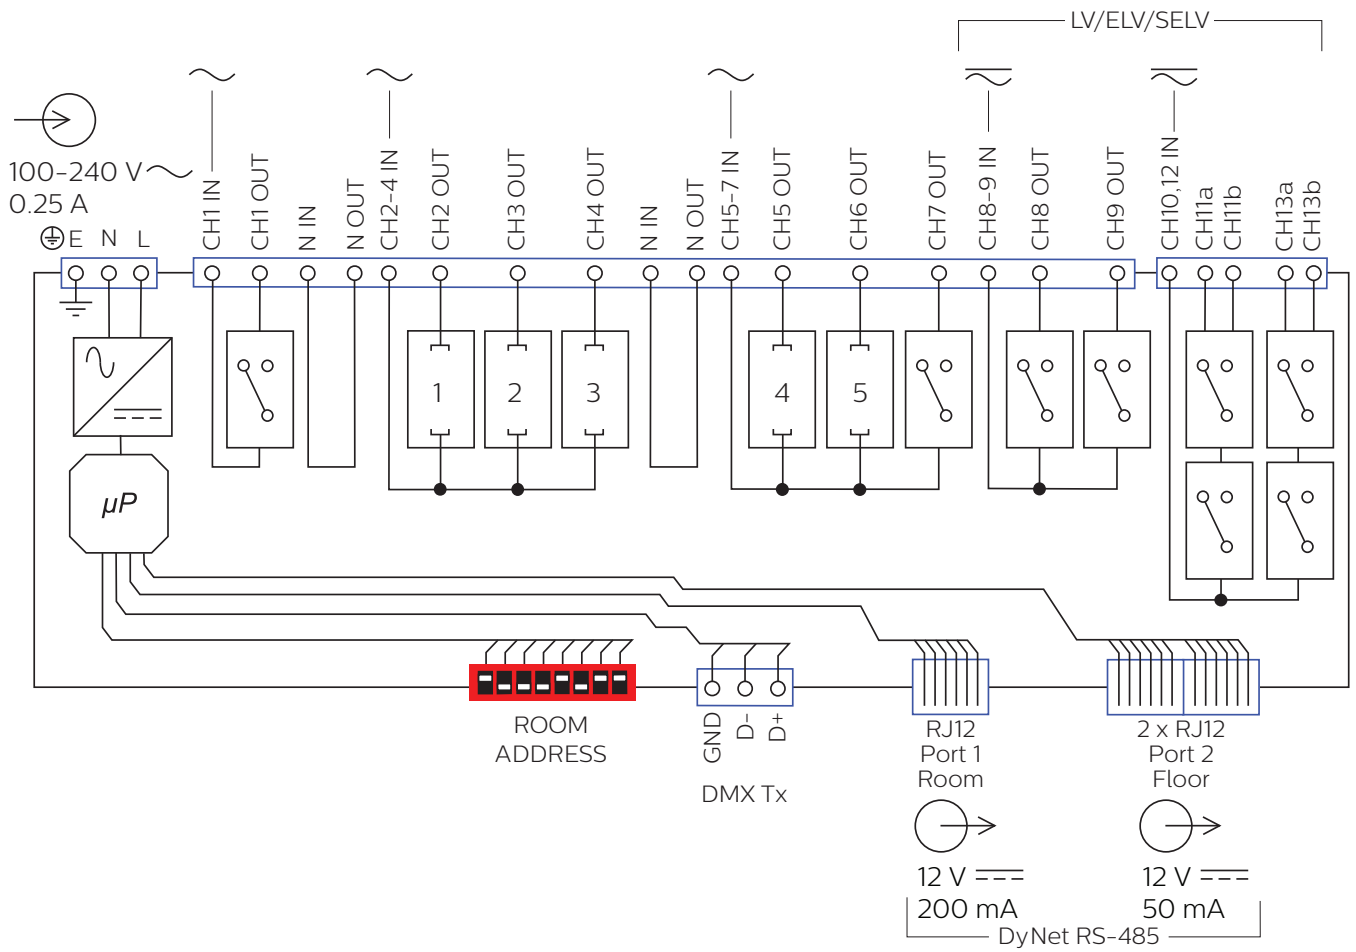 LV/ELV/SELV
100-240 V
0.25 A
E N L
CH1 IN
CH1 OUT
N IN
N OUT
CH2-4 IN
CH2 OUT
CH3 OUT
CH4 OUT
N IN
N OUT
CH5-7 IN
CH5 OUT
CH6 OUT
CH7 OUT
CH8-9 IN
CH8 OUT
CH9 OUT
CH10,12 IN
CH11a
CH11b
CH13a
CH13b
1
2
3
4
5
µP
ROOM
ADDRESS
GND
D-
D+
DMX Tx
RJ12
Port 1
Room
2 x RJ12
Port 2
Floor
12 V
200 mA
12 V
50 mA
DyNet RS-485